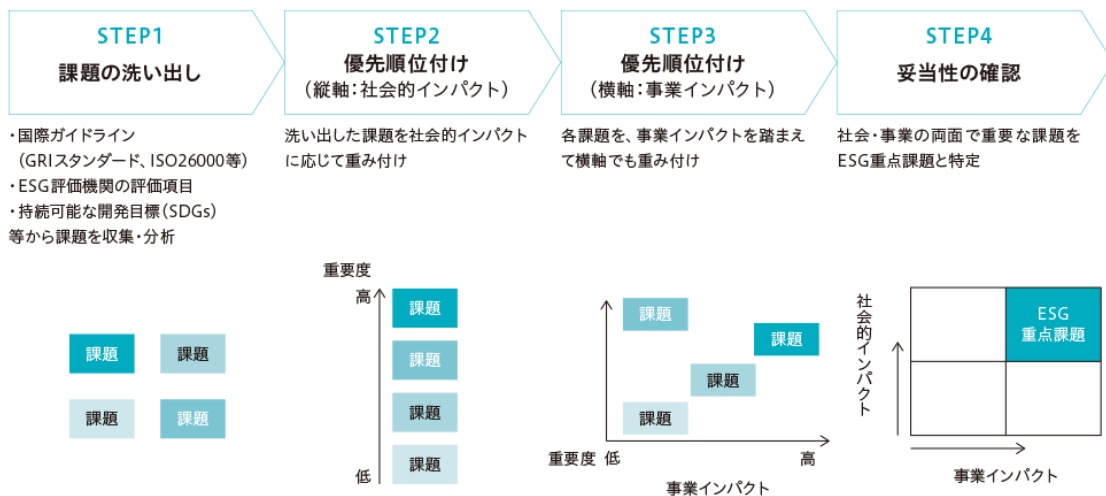 STEP1
課題の洗い出し
・国際ガイドライン
（GRIスタンダード、ISO26000等）
・ESG評価機関の評価項目
・持続可能な開発目標（SDGs）
等から課題を収集・分析
課題
課題
課題
課題
STEP2
優先順位付け
（縦軸：社会的インパクト）
洗い出した課題を社会的インパクト
に応じて重み付け
重要度
高
課題
課題
課題
課題
低
STEP3
優先順位付け
（横軸：事業インパクト）
各課題を、事業インパクトを踏まえ
て横軸でも重み付け
課題
課題
課題
課題
重要度 低
高
事業インパクト
STEP4
妥当性の確認
社会・事業の両面で重要な課題を
ESG重点課題と特定
社会的インパクト
ESG
重点課題
事業インパクト